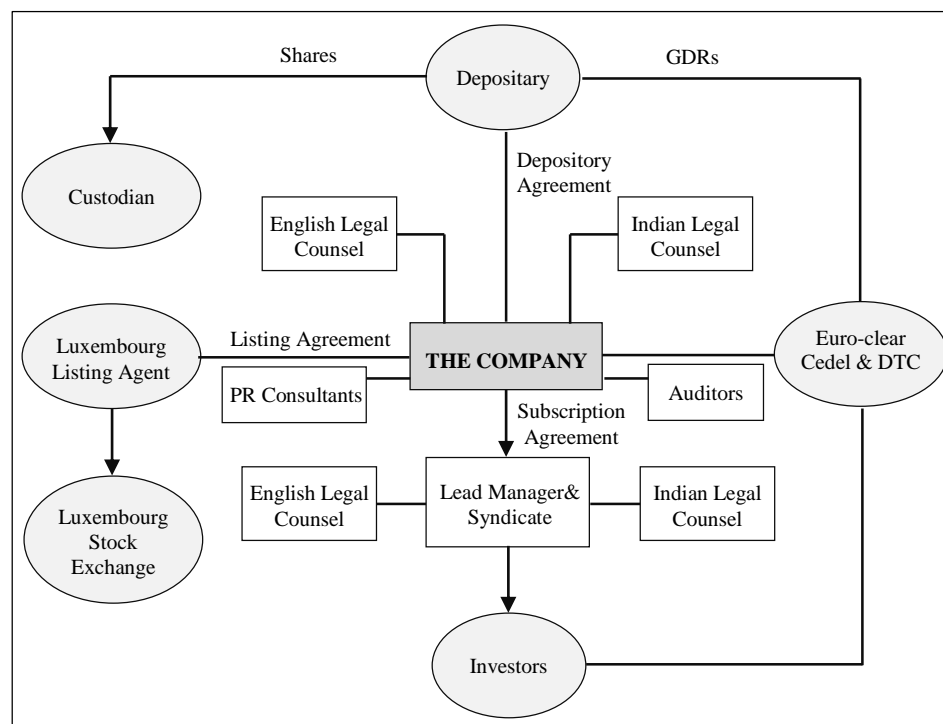 Shares
GDRs
Depositary
Custodian
Depository
Agreement
English Legal
Counsel
Indian Legal
Counsel
Luxembourg
Listing Agent
Listing Agreement
THE COMPANY
Euro-clear
Cedel & DTC
PR Consultants
Auditors
Subscription
Agreement
English Legal
Counsel
Lead Manager&
Syndicate
Indian Legal
Counsel
Luxembourg
Stock
Exchange
Investors